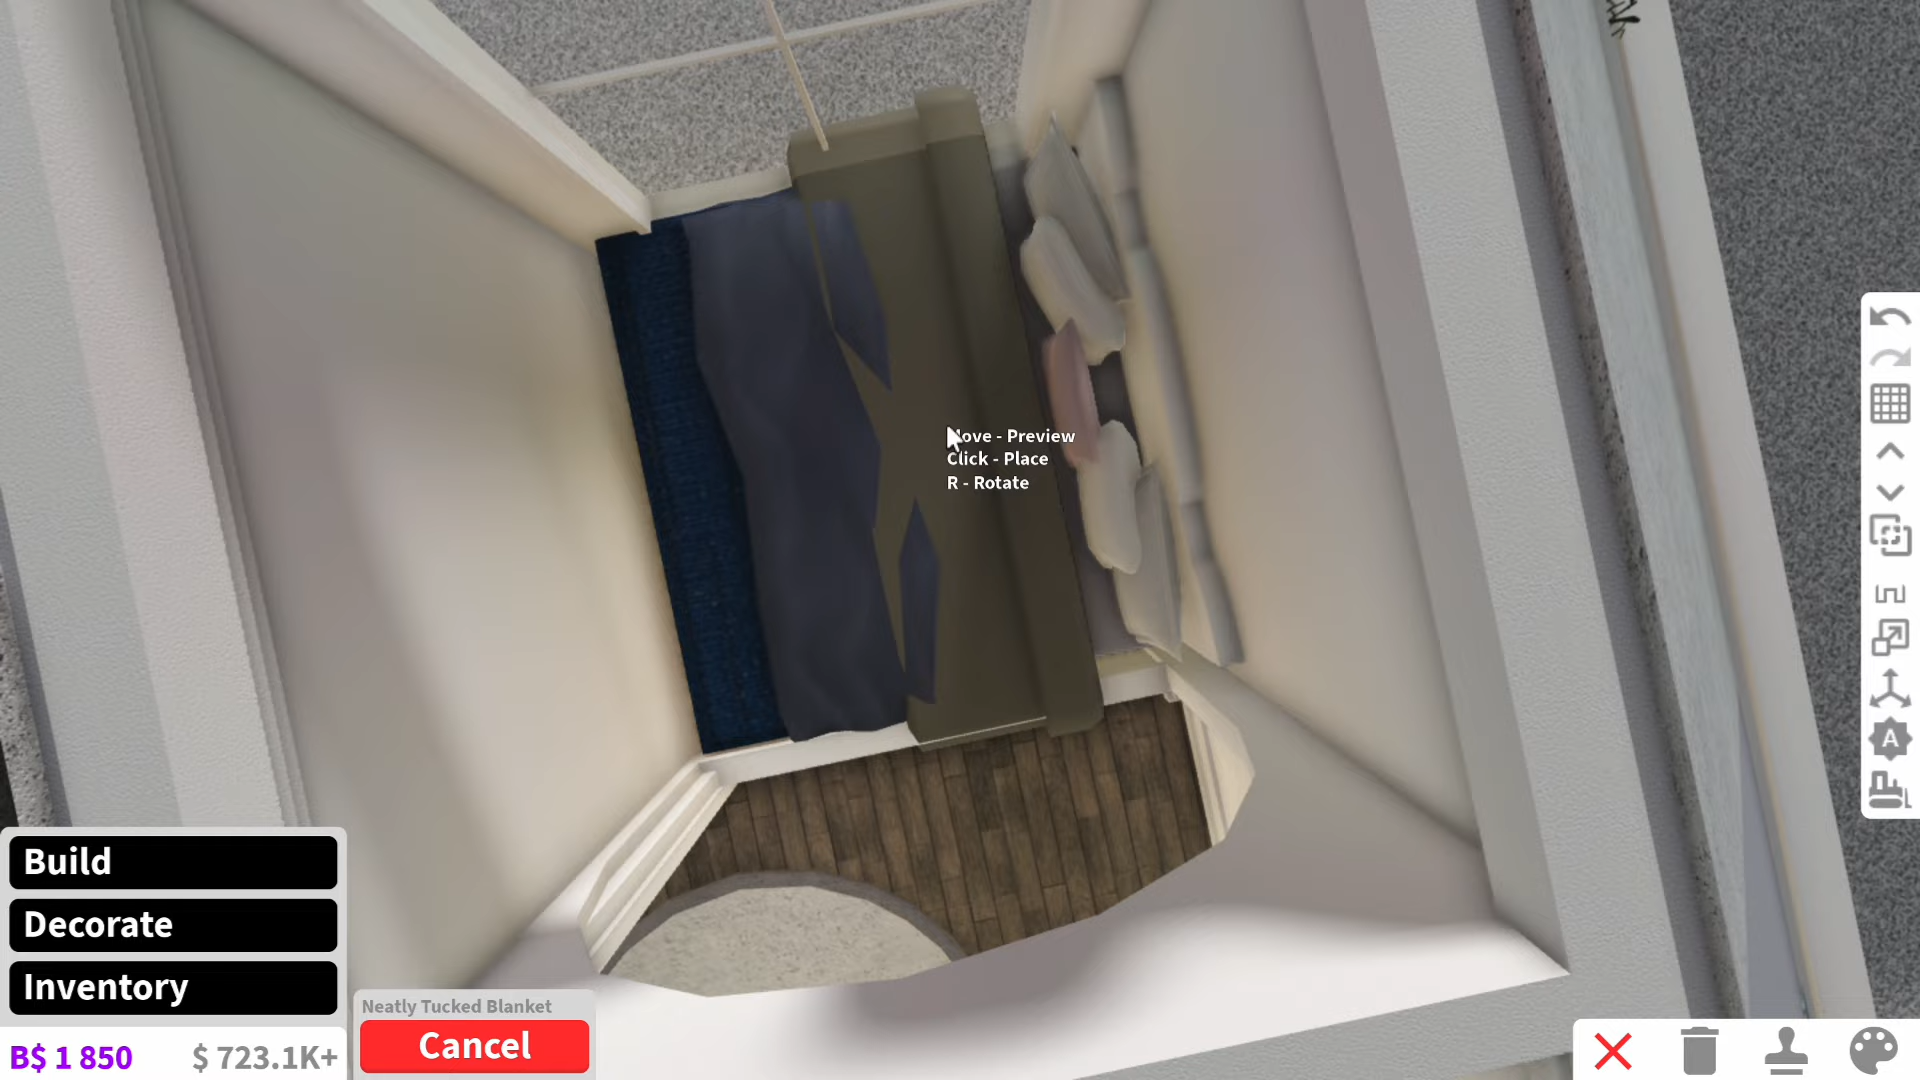 Move - Preview
Click - Place
R - Rotate
A
Build
Decorate
Inventory
Neatly Tucked Blanket
Cancel
B$ 1 850
$ 723.1K+